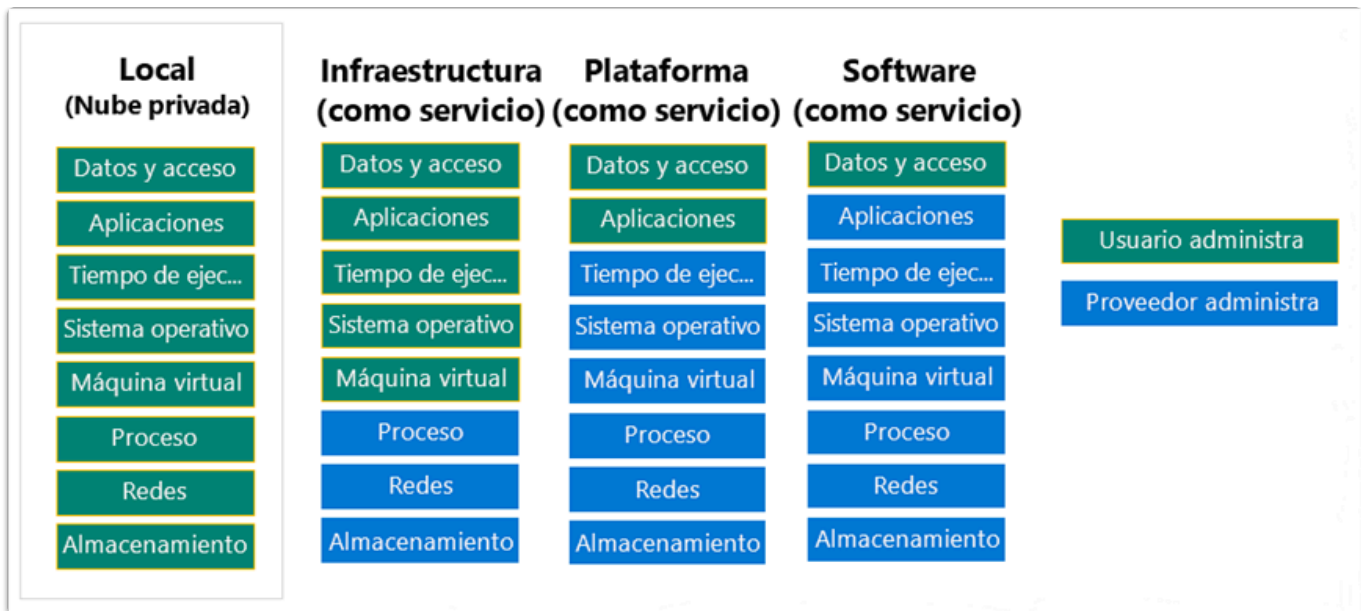 Local
(Nube privada)
Datos y acceso
Aplicaciones
Tiempo de ejec...
Sistema operativo
Máquina virtual
Proceso
Redes
Almacenamiento
Infraestructura
(como servicio)
Datos y acceso
Aplicaciones
Tiempo de ejec...
Sistema operativo
Máquina virtual
Proceso
Redes
Almacenamiento
Plataforma
(como servicio)
Datos y acceso
Aplicaciones
Tiempo de ejec...
Sistema operativo
Máquina virtual
Proceso
Redes
Almacenamiento
Software
(como servicio)
Datos y acceso
Aplicaciones
Tiempo de ejec...
Sistema operativo
Máquina virtual
Proceso
Redes
Almacenamiento
Usuario administra
Proveedor administra